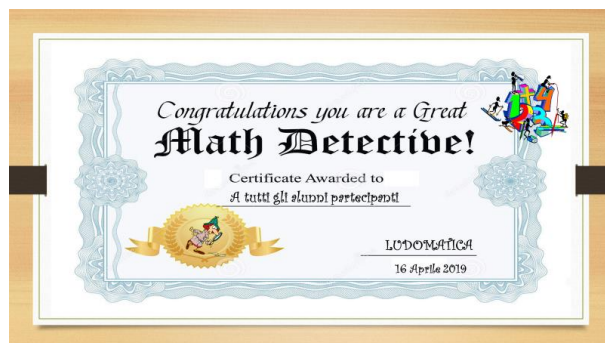 Congratulations you are a Great
Math Detective!
Certificate Awarded to
A tutti gli alunni partecipanti
LUDOMATICA
16 Aprile 2019